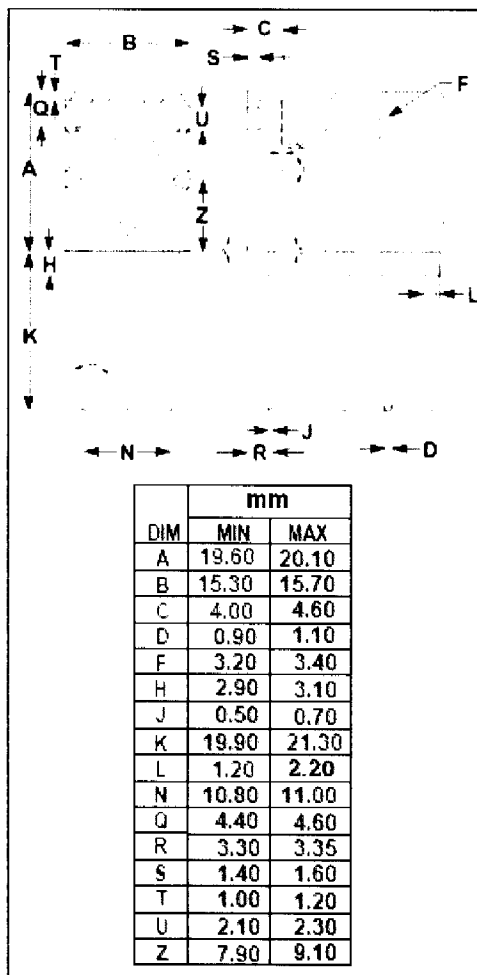 C
B
S
T
F
Q
U
A
Z
H
L
K
J
N
R
D
mm
DIM MIN MAX
A 19.60 20.10
B 15.30 15.70
C 4.00 4.60
D 0.90 1.10
F 3.20 3.40
H 2.90 3.10
J 0.50 0.70
K 19.90 21.30
L 1.20 2.20
N 10.80 11.00
Q 4.40 4.60
R 3.30 3.35
S 1.40 1.60
T 1.00 1.20
U 2.10 2.30
Z 7.90 9.10